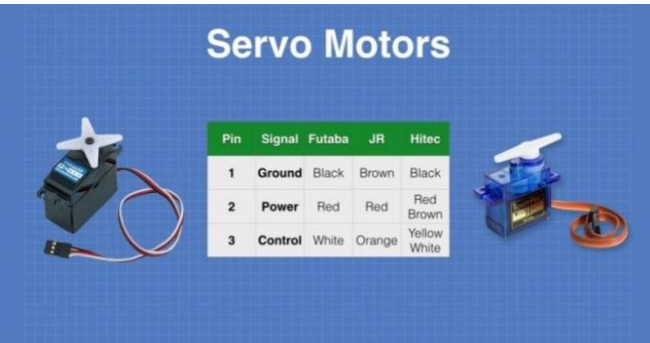 Servo Motors
Pin Signal Futaba JR Hitec
1 Ground Black Brown Black
2 Power Red Red Red Brown
3 Control White Orange Yellow White